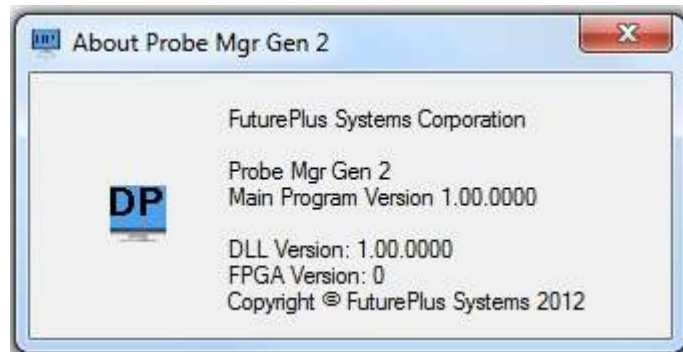 About Probe Mgr Gen 2
FuturePlus Systems Corporation
Probe Mgr Gen 2
Main Program Version 1.00.0000
DP
DLL Version: 1.00.0000
FPGA Version: 0
Copyright © FuturePlus Systems 2012